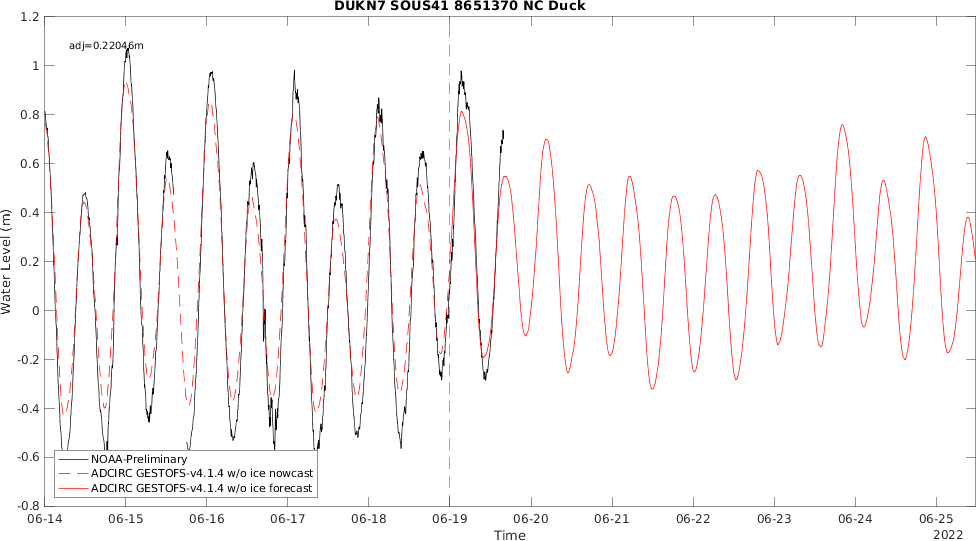 DUKN7 SOUS41 8651370 NC Duck
adj=0.22046m
1.2
1
0.8
0.6
0.4
0.2
0
-0.2
-0.4
-0.6
-0.8
Water Level (m)
NOAA-Preliminary
ADCIRC GESTOFS-v4.1.4 w/o ice nowcast
ADCIRC GESTOFS-v4.1.4 w/o ice forecast
06-14 06-15 06-16 06-17 06-18 06-19 06-20 06-21 06-22 06-23 06-24 06-25
Time
2022